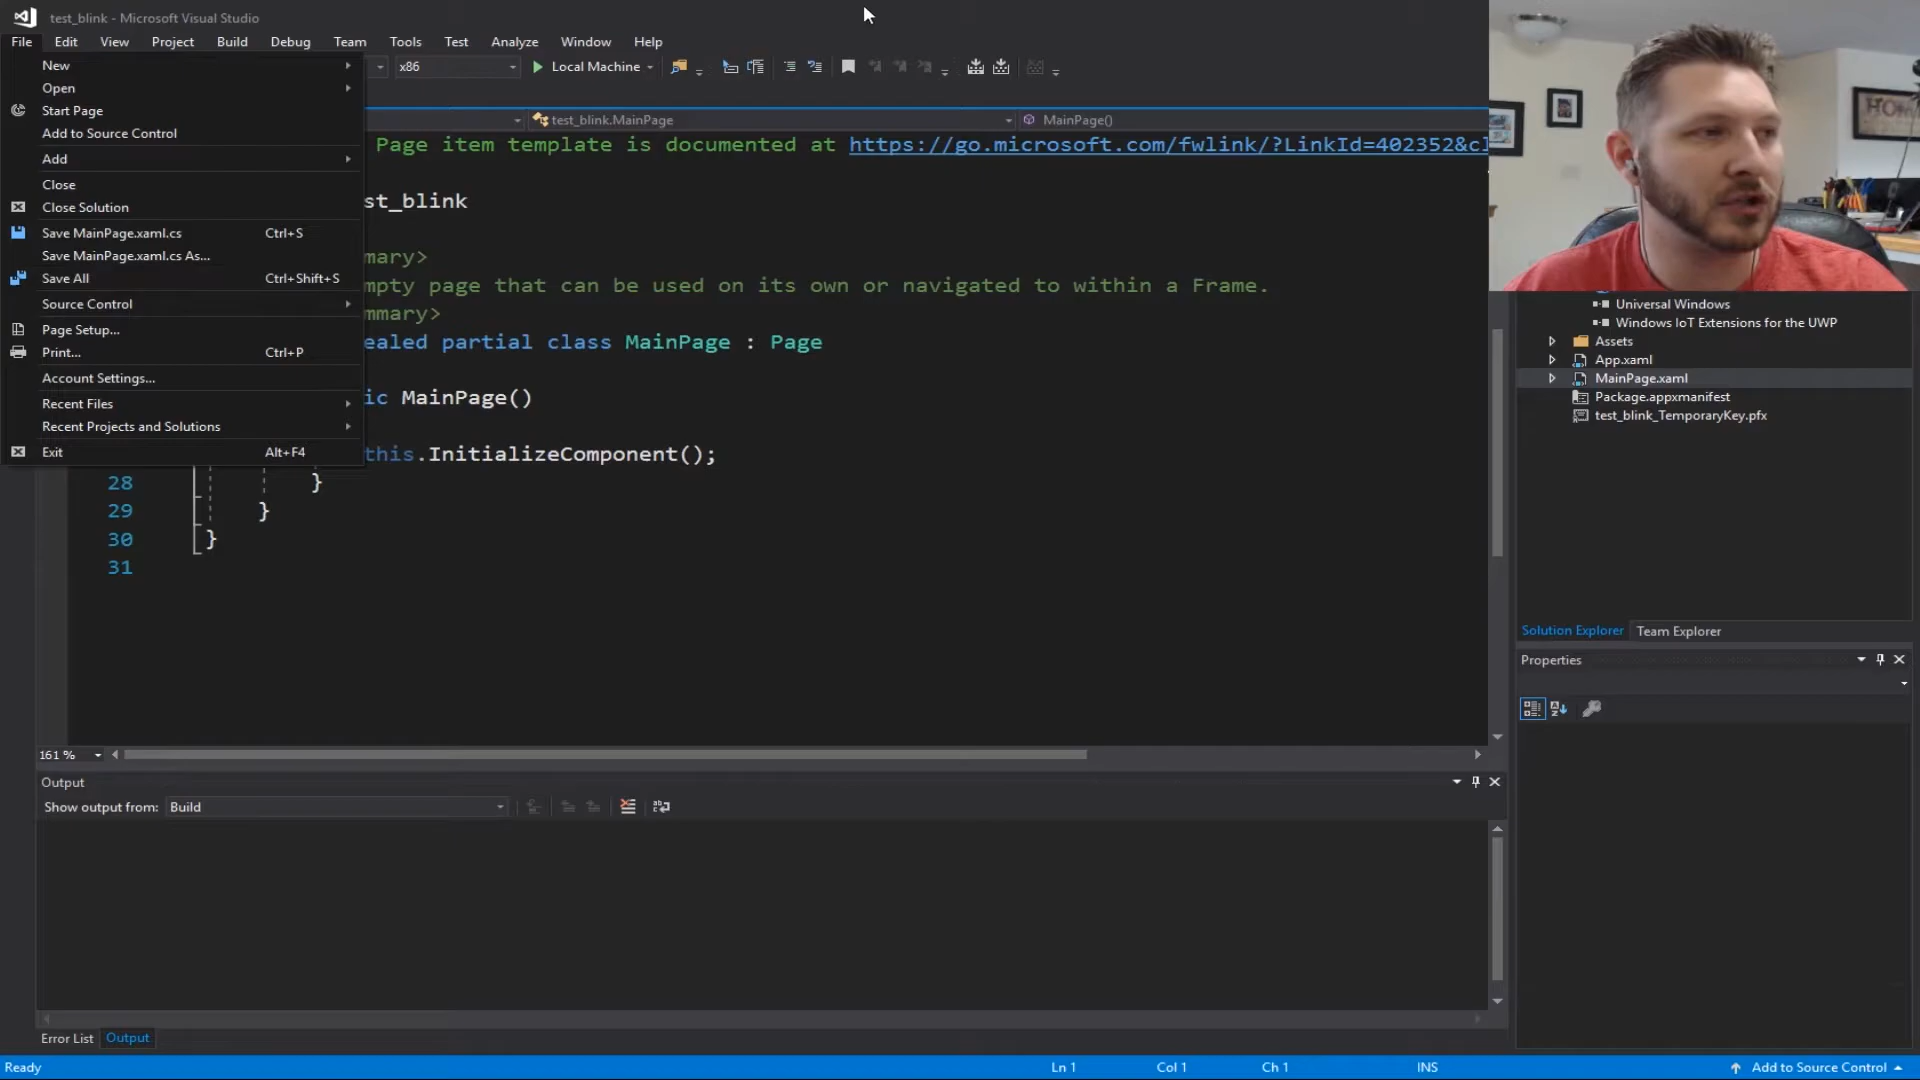 test_blink - Microsoft Visual Studio
File Edit View Project Build Debug Team Tools Test Analyze Window Help
x86 Local Machine
New
Open
Start Page
Add to Source Control
Add
Close
Close Solution
Save MainPage.xaml.cs Ctrl+S
Save MainPage.xaml.cs As...
Save All Ctrl+Shift+S
Source Control
Page Setup...
Print... Ctrl+P
Account Settings...
Recent Files
Recent Projects and Solutions
Exit Alt+F4
test_blink.MainPage MainPage()
Page item template is documented at https://go.microsoft.com/fwlink/?LinkId=402352&cl
st_blink
mary>
mpty page that can be used on its own or navigated to within a Frame.
mmary>
ealed partial class MainPage : Page
ic MainPage()
this.InitializeComponent();
28 }
29 }
30 }
31
161 %
HOM
Universal Windows
Windows IoT Extensions for the UWP
Assets
App.xaml
MainPage.xaml
Package.appxmanifest
test_blink_TemporaryKey.pfx
Solution Explorer Team Explorer
Properties
Output
Show output from: Build
Error List Output
Ready Ln 1 Col 1 Ch 1 INS Add to Source Control